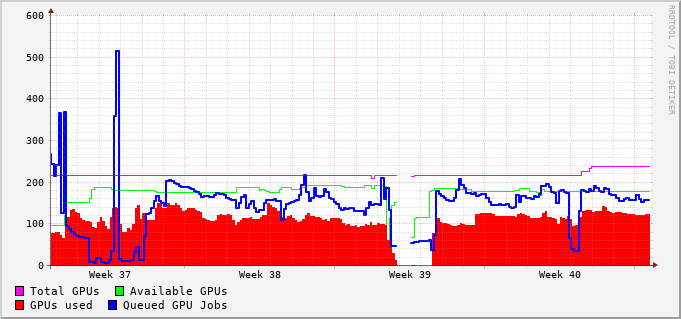 600
500
400
300
200
100
0
Week 37 Week 38 Week 39 Week 40
Total GPUs Available GPUs
GPUs used Queued GPU Jobs
RRDTOOL / TOBI OETIKER